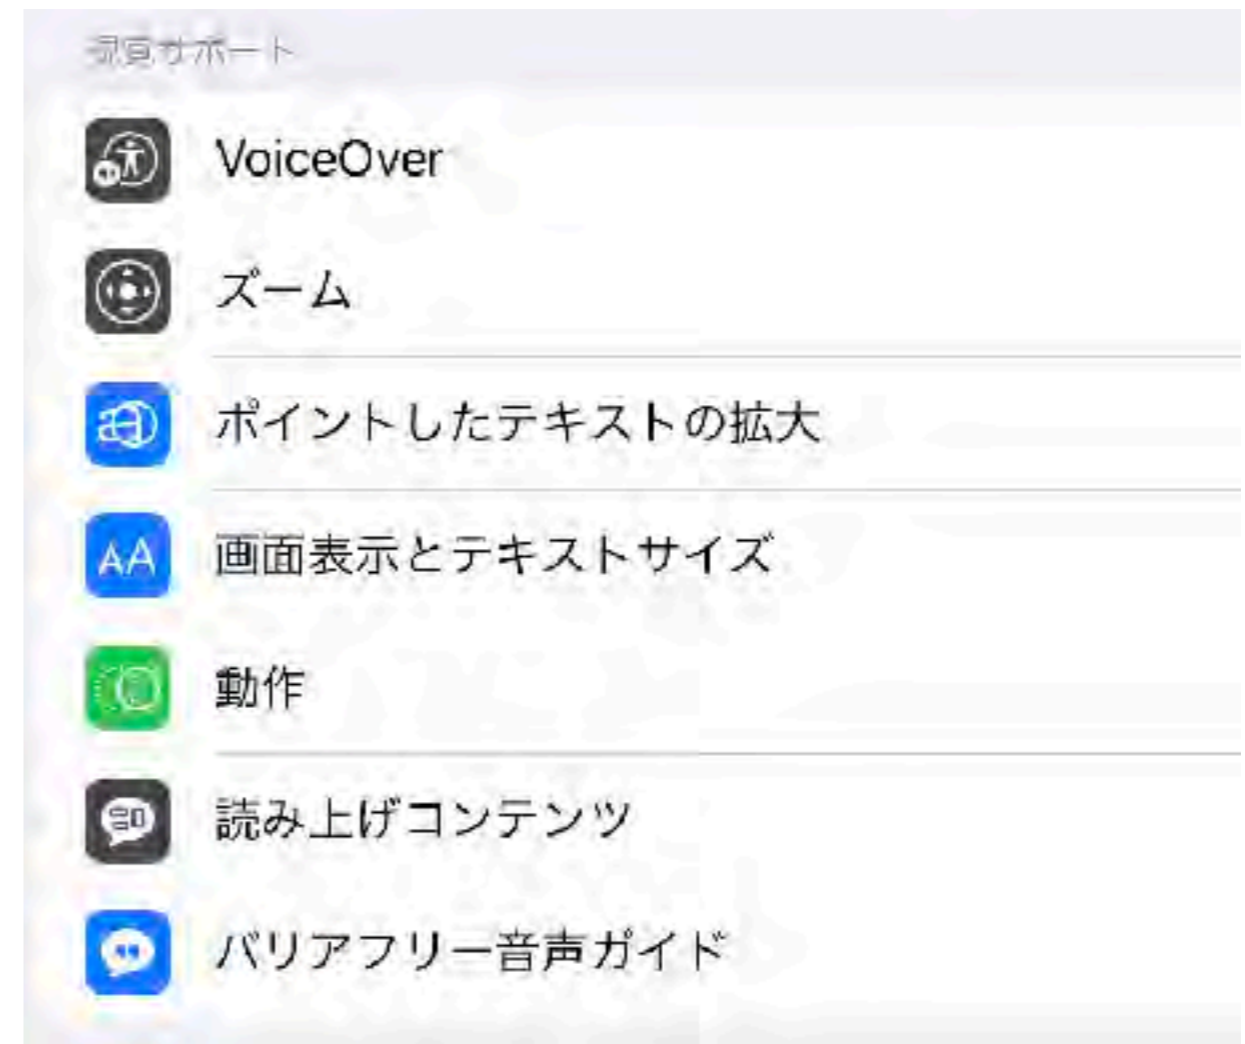 視覚サポート
VoiceOver
ズーム
ポイントしたテキストの拡大
AA
画面表示とテキストサイズ
動作
読み上げコンテンツ
バリアフリー音声ガイド